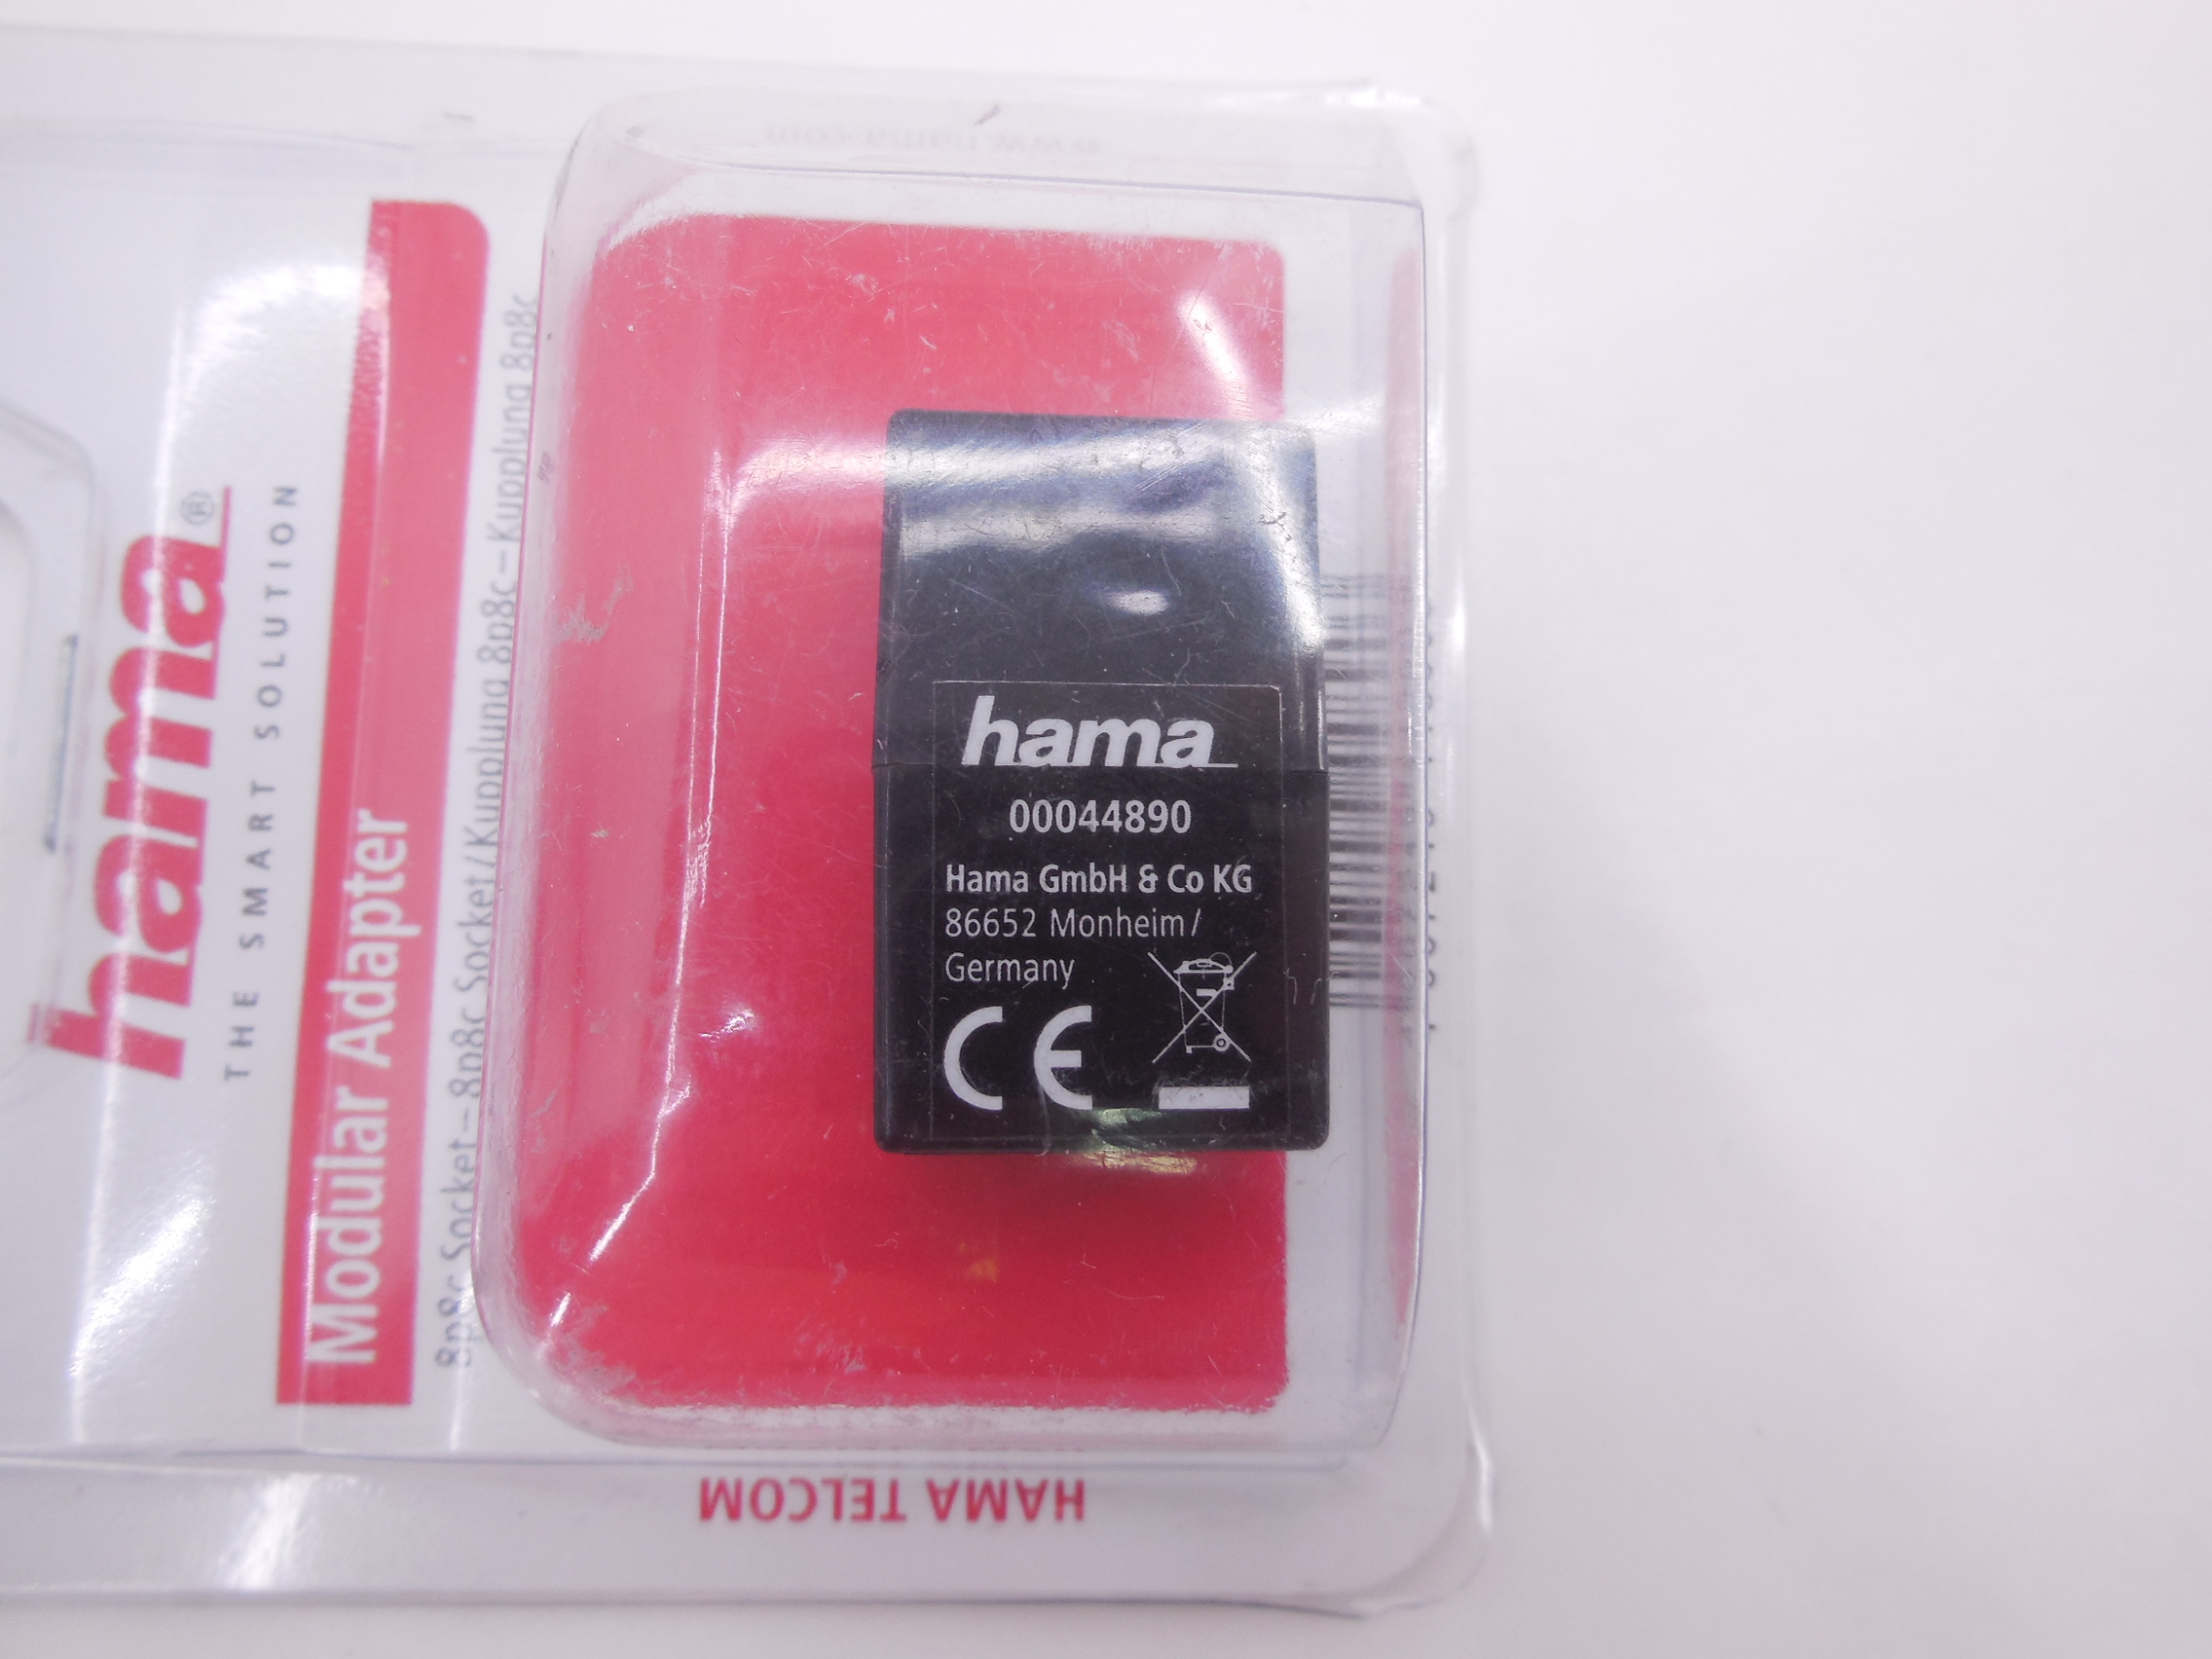 hama®
THE SMART SOLUTION
Modular Adapter
8p8c Socket–8p8c Socket/Kupplung 8p8c–Kupplung 8p8c
hama
00044890
Hama GmbH & Co KG
86652 Monheim/
Germany
CE
HAMA TELCOM